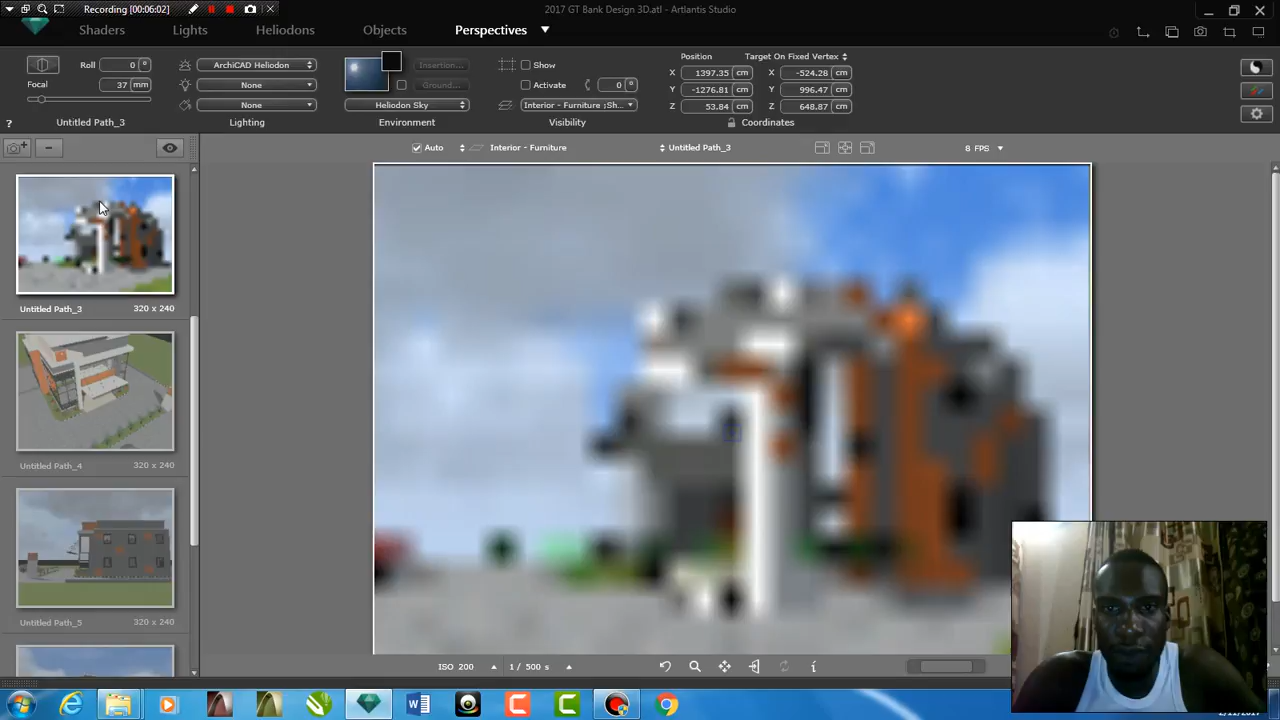 Recording [00:06:02]
2017 GT Bank Design 3D.atl - Artlantis Studio
Shaders Lights Heliodons Objects Perspectives
Roll 0 °
Focal 37 mm
Untitled Path_3
ArchiCAD Heliodon
None
None
Lighting
Insertion...
Ground...
Heliodon Sky
Environment
Show
Activate 0 °
Interior - Furniture ;Sh...
Visibility
Position Target On Fixed Vertex
X 1397.35 cm X -524.28 cm
Y -1276.81 cm Y 996.47 cm
Z 53.84 cm Z 648.87 cm
Coordinates
?
Auto Interior - Furniture Untitled Path_3 8 FPS
Untitled Path_3 320 x 240
Untitled Path_4 320 x 240
Untitled Path_5 320 x 240
ISO 200 1 / 500 s